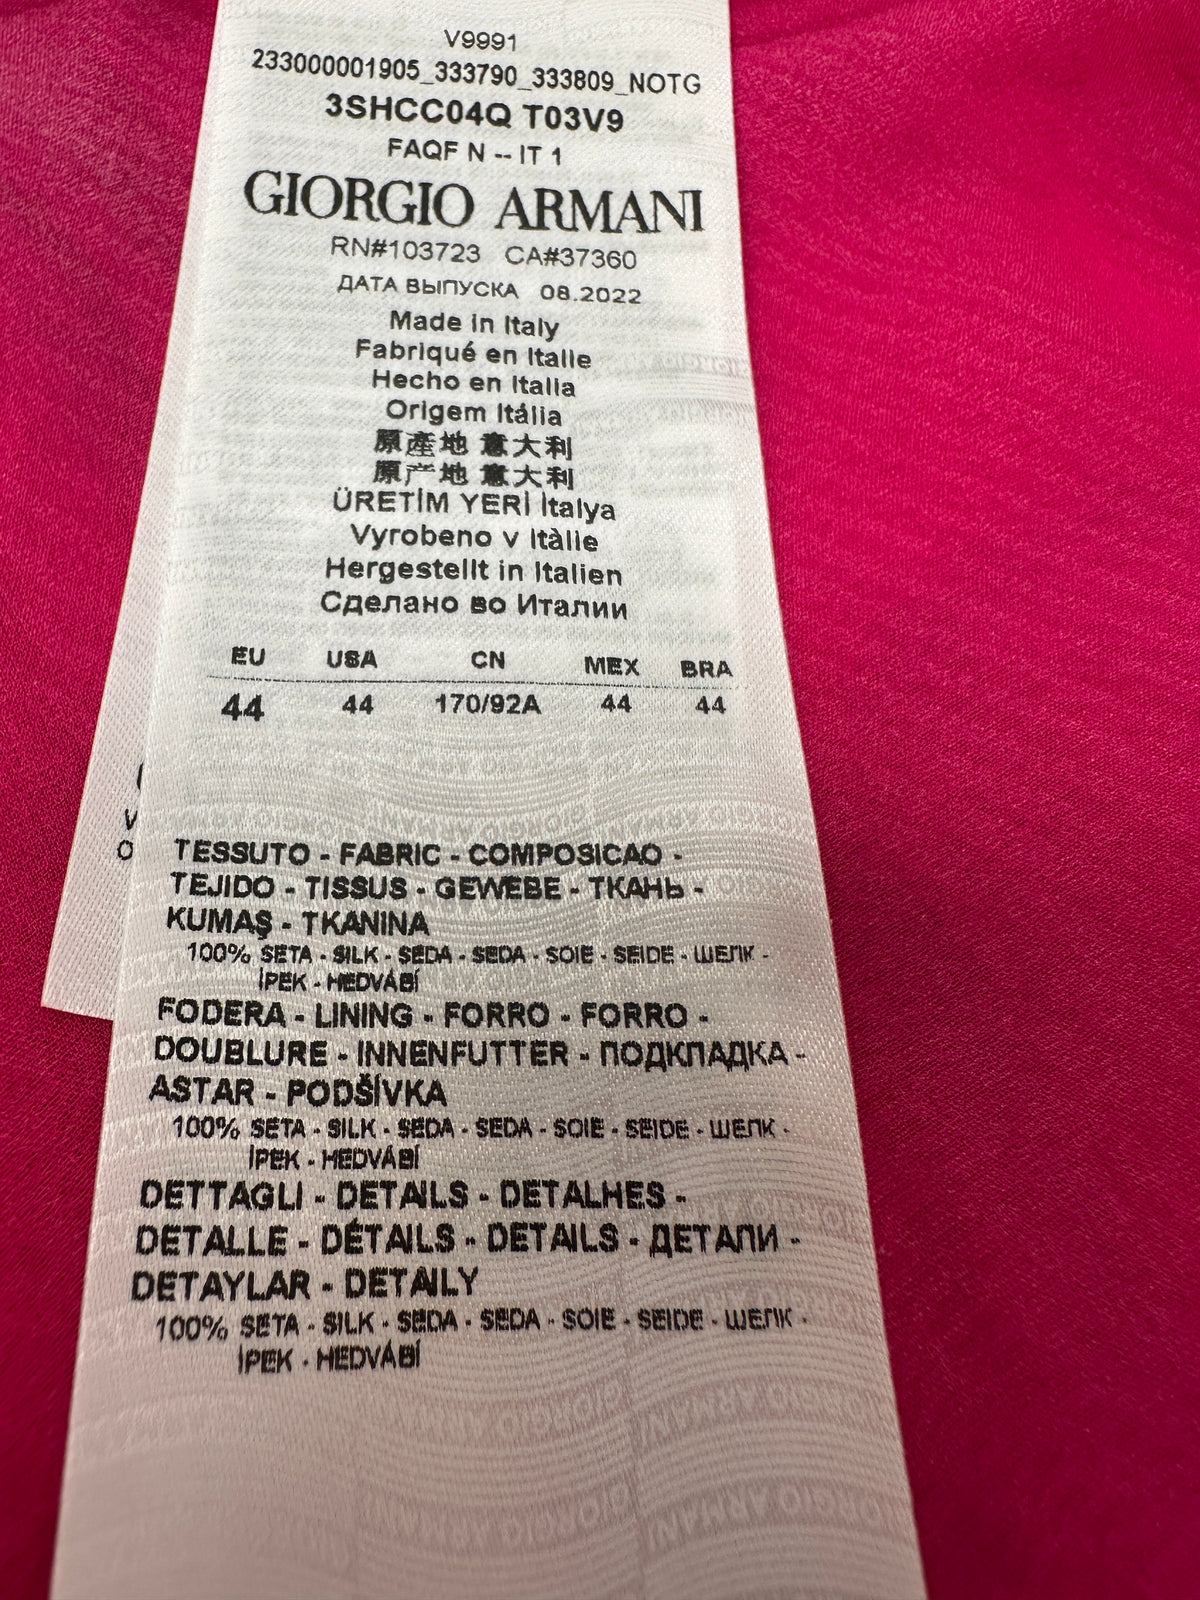 V9991
233000001905_333790_333809_NOTG
3SHCC04Q T03V9
FAQF N -- IT 1
GIORGIO ARMANI
RN#103723 CA#37360
ДАТА ВЫПУСКА 08.2022
Made in Italy
Fabriqué en Italie
Hecho en Italia
Origem Itália
原產地 意大利
原产地 意大利
ÜRETİM YERİ İtalya
Vyrobeno v Itàlie
Hergestellt in Italien
Сделано во Италии
EU USA CN MEX BRA
44 44 170/92A 44 44
TESSUTO - FABRIC - COMPOSICAO -
TEJIDO - TISSUS - GEWEBE - ТКАНЬ -
KUMAŞ - TKANINA
100% SETA - SILK - SEDA - SEDA - SOIE - SEIDE - ШЕЛК -
İPEK - HEDVÁBÍ
FODERA - LINING - FORRO - FORRO -
DOUBLURE - INNENFUTTER - ПОДКЛАДКА -
ASTAR - PODŠÍVKA
100% SETA - SILK - SEDA - SEDA - SOIE - SEIDE - ШЕЛК -
İPEK - HEDVÁBÍ
DETTAGLI - DETAILS - DETALHES -
DETALLE - DÉTAILS - DETAILS - ДЕТАЛИ -
DETAYLAR - DETAILY
100% SETA - SILK - SEDA - SEDA - SOIE - SEIDE - ШЕЛК -
İPEK - HEDVÁBÍ